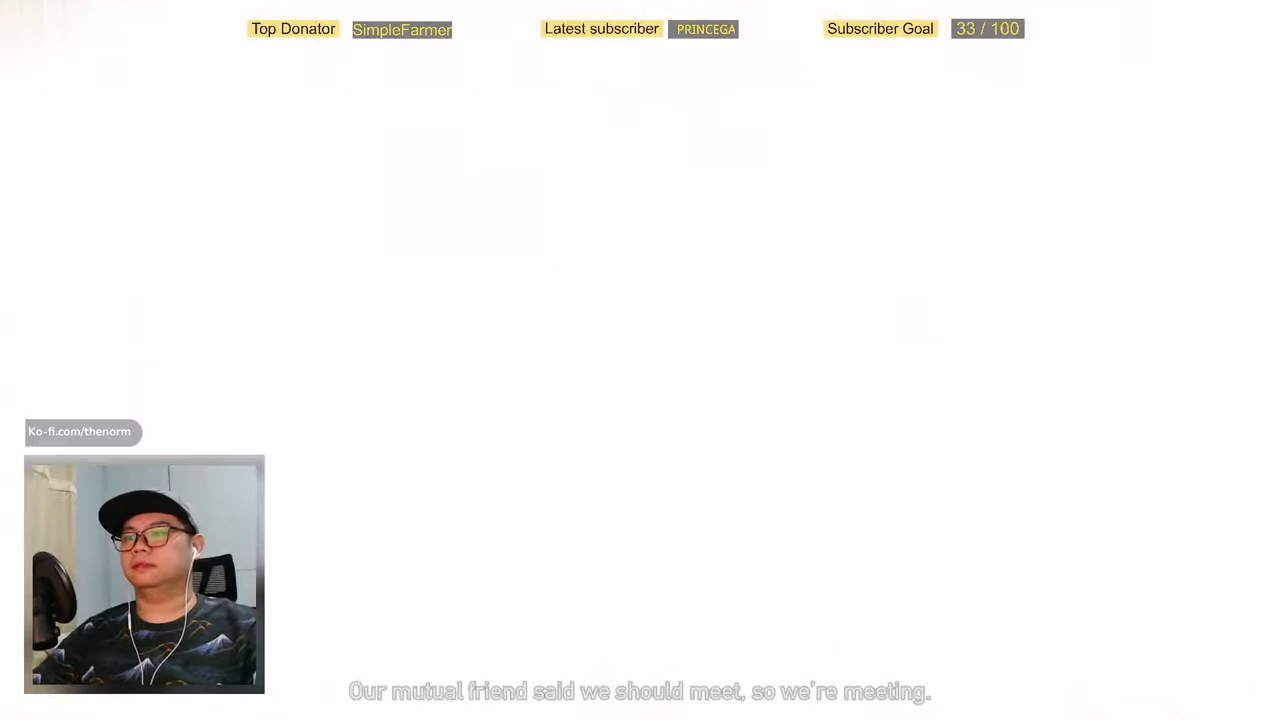 Top Donator
SimpleFarmer
Latest subscriber
PRINCEGA
Subscriber Goal
33 / 100
Ko-fi.com/thenorm
Our mutual friend said we should meet, so we're meeting.